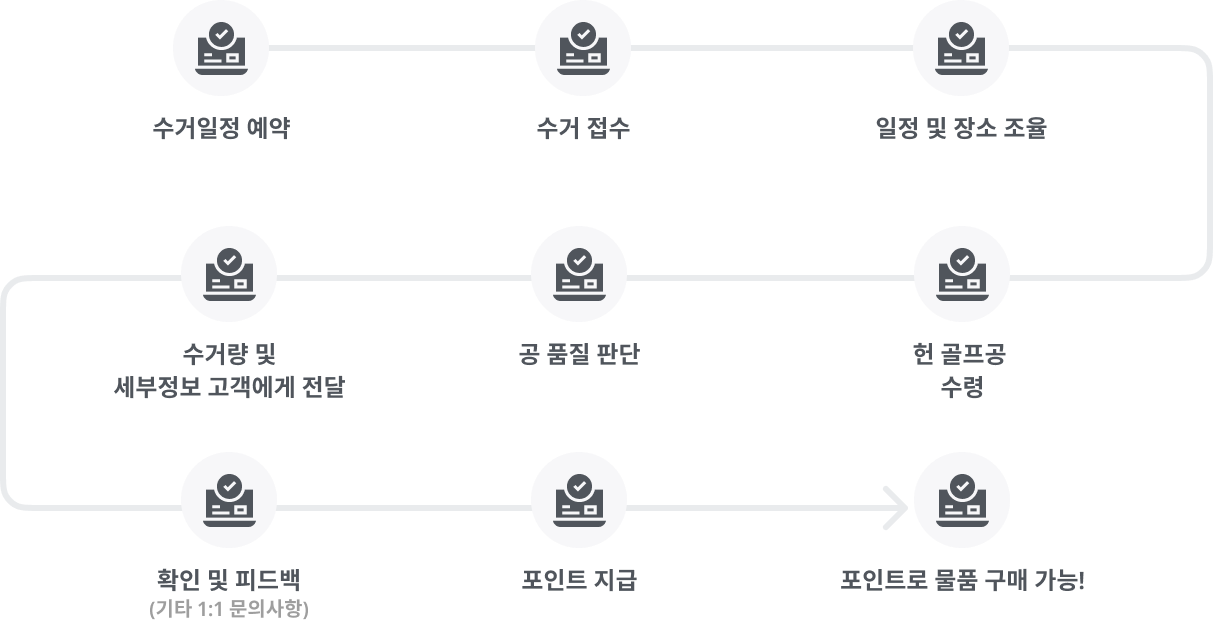 수거일정 예약
수거 접수
일정 및 장소 조율
수거량 및
세부정보 고객에게 전달
공 품질 판단
헌 골프공
수령
확인 및 피드백
(기타 1:1 문의사항)
포인트 지급
포인트로 물품 구매 가능!